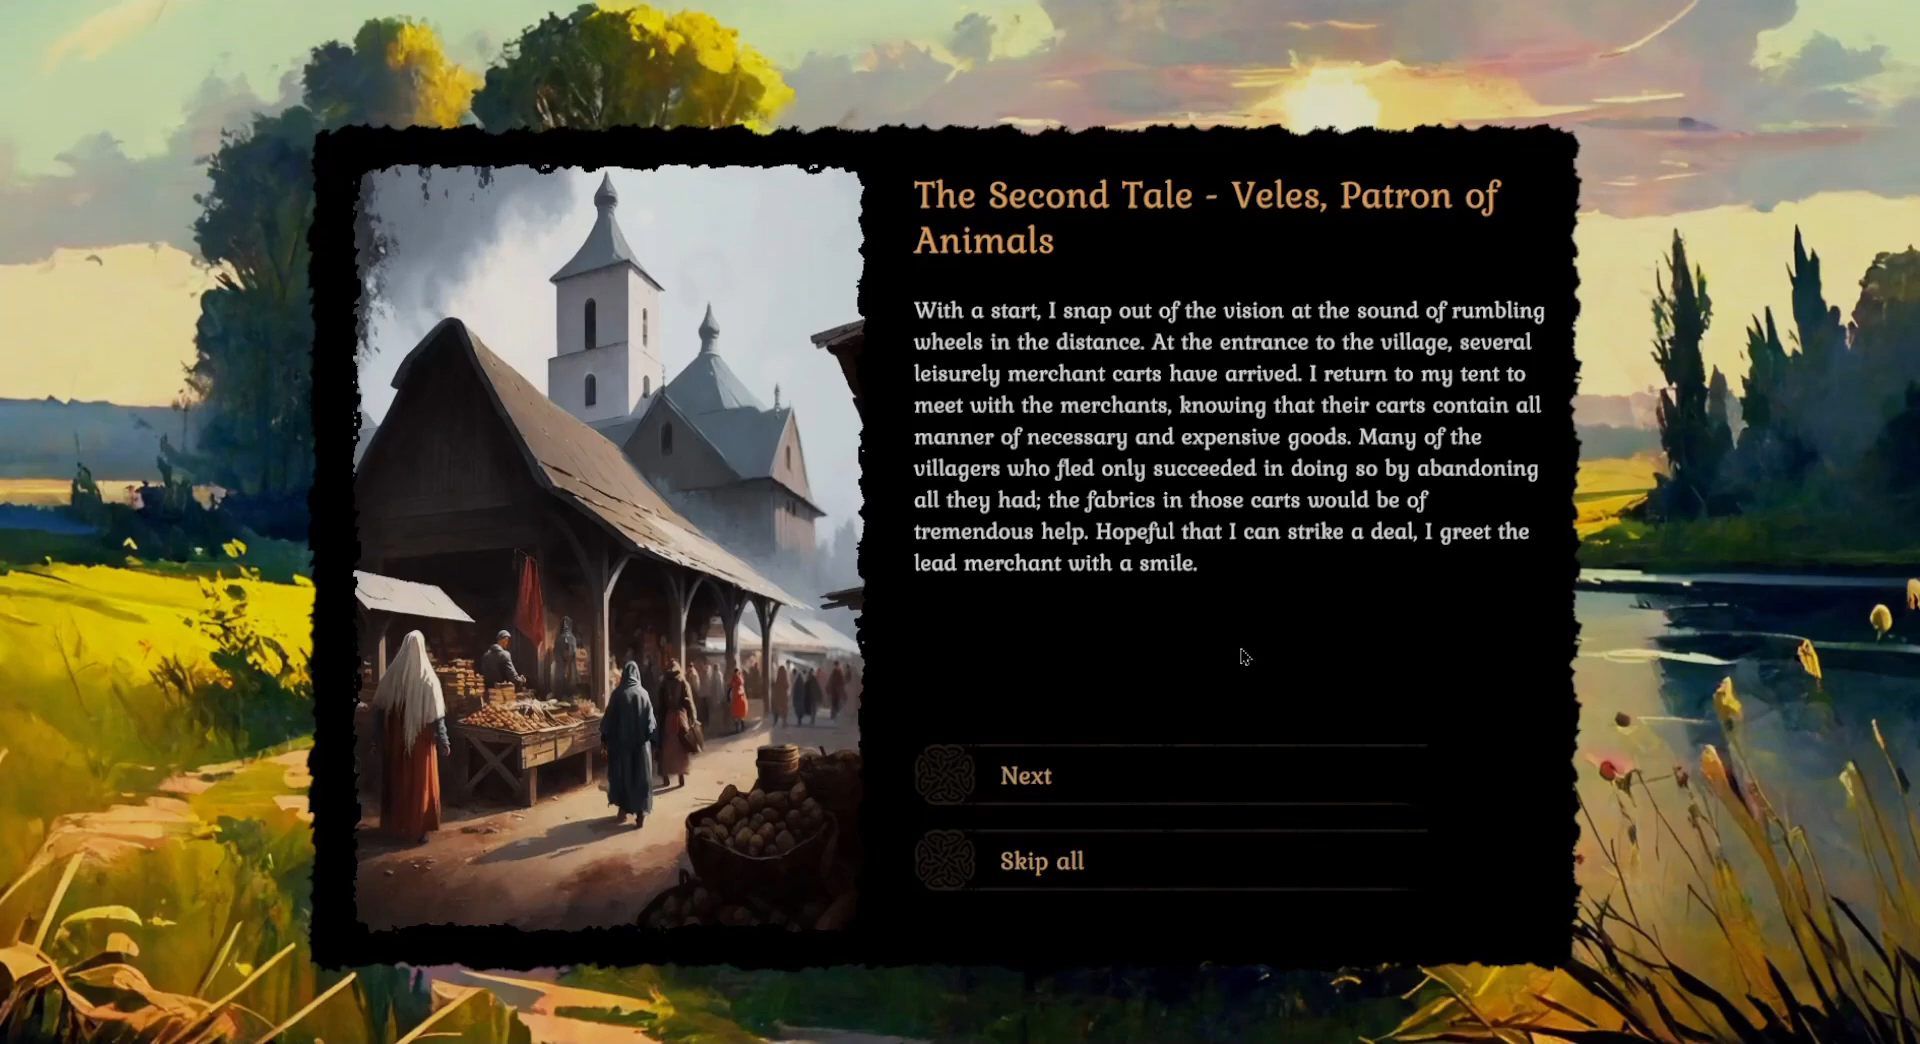 The Second Tale - Veles, Patron of
Animals
With a start, I snap out of the vision at the sound of rumbling
wheels in the distance. At the entrance to the village, several
leisurely merchant carts have arrived. I return to my tent to
meet with the merchants, knowing that their carts contain all
manner of necessary and expensive goods. Many of the
villagers who fled only succeeded in doing so by abandoning
all they had; the fabrics in those carts would be of
tremendous help. Hopeful that I can strike a deal, I greet the
lead merchant with a smile.
Next
Skip all